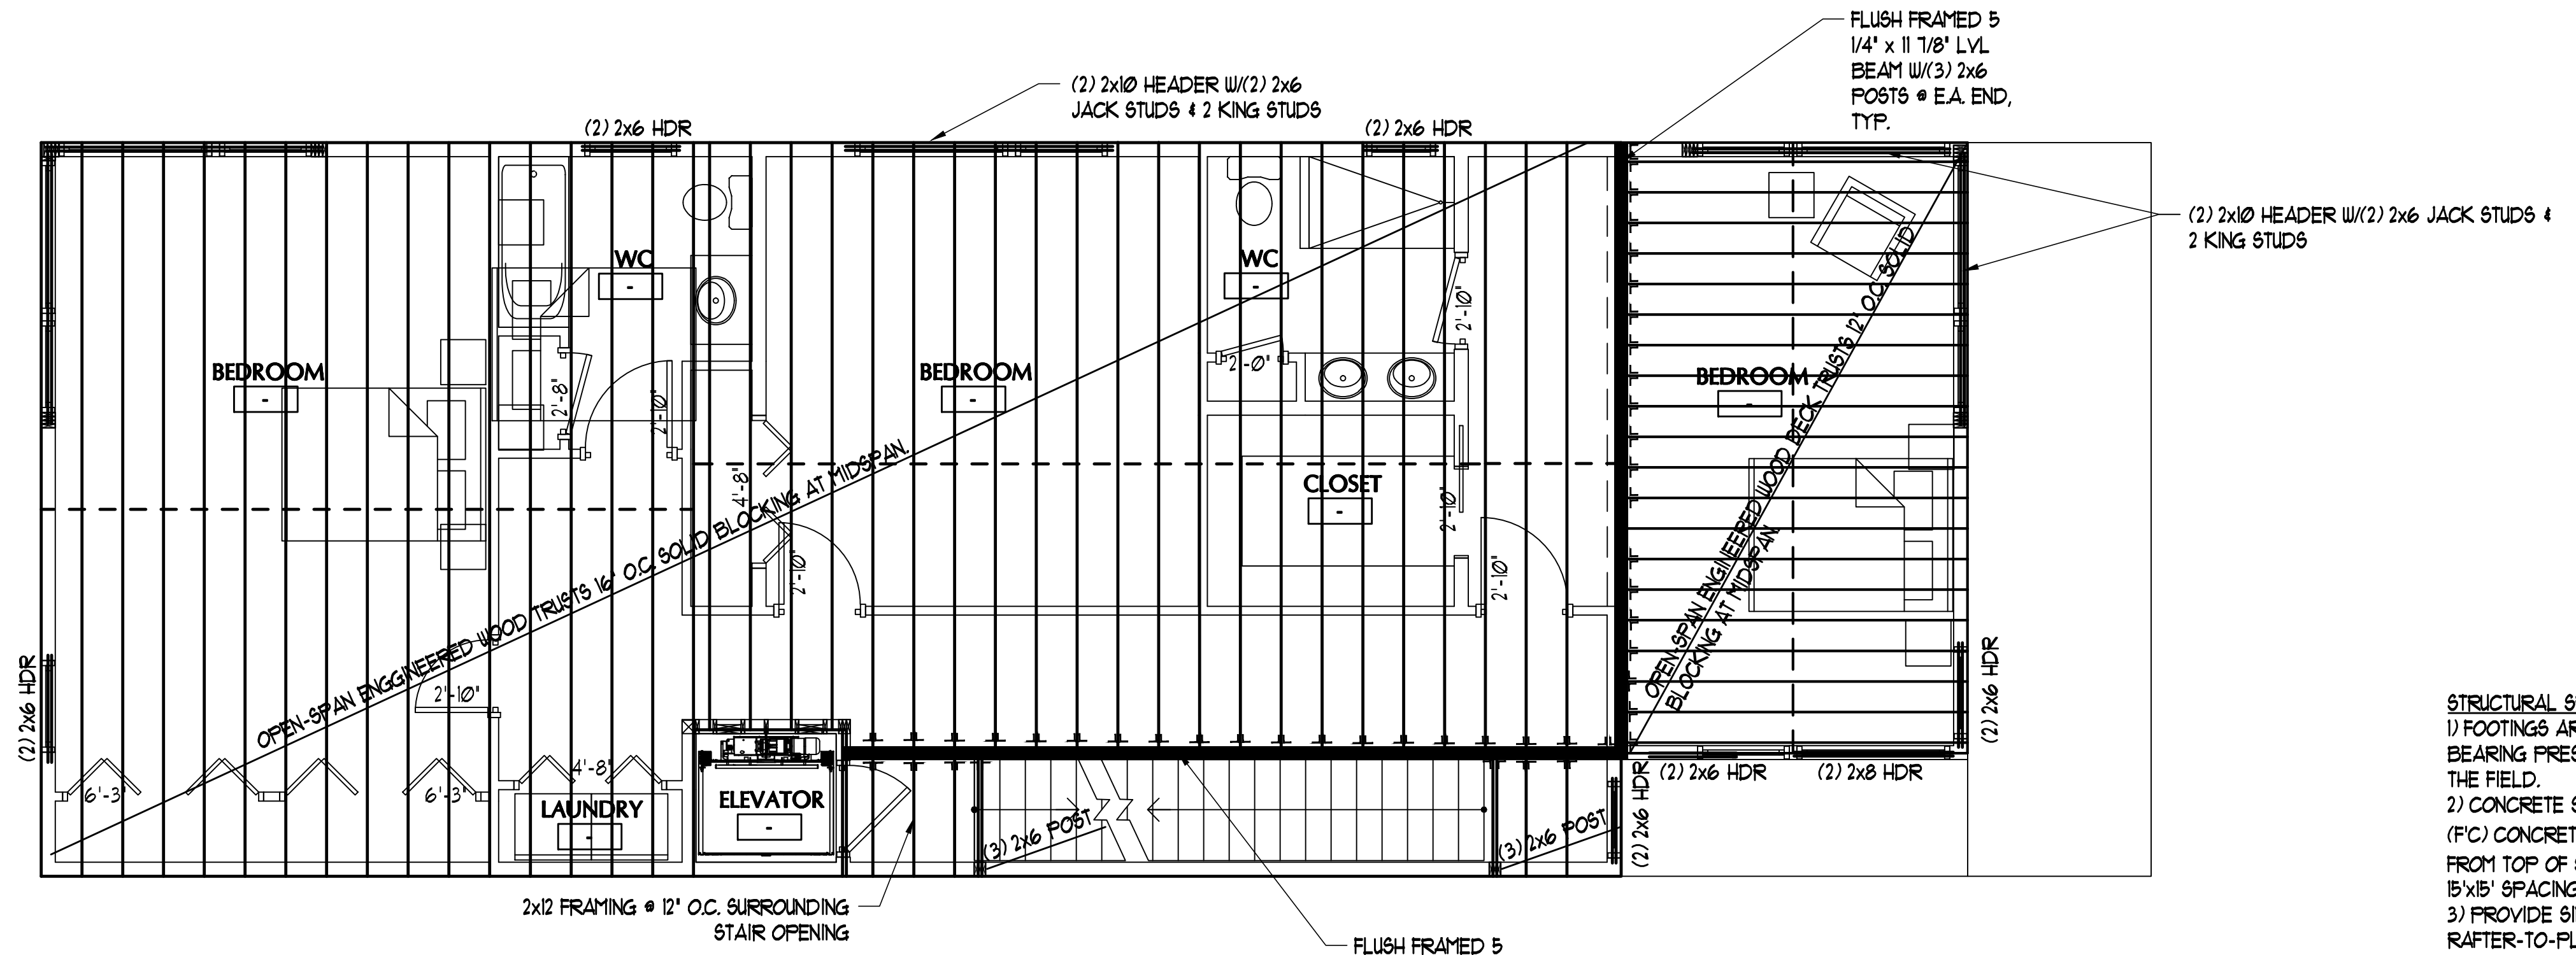 FLUSH FRAMED 5
1/4" x 11 7/8" LVL
BEAM W/(3) 2x6
POSTS @ E.A. END,
TYP.
(2) 2x10 HEADER W/(2) 2x6
JACK STUDS & 2 KING STUDS
(2) 2x6 HDR
(2) 2x6 HDR
(2) 2x10 HEADER W/(2) 2x6 JACK STUDS &
2 KING STUDS
WC
-
WC
-
2'-10"
BEDROOM
-
BEDROOM
-
BEDROOM
-
2'-8"
2'-10"
2'-0"
4'-8"
CLOSET
-
2'-10"
2'-10"
2'-10"
OPEN-SPAN ENGGINEERED WOOD TRUSTS 16" O.C. SOLID BLOCKING AT MIDSPAN.
OPEN-SPAN ENGINEERED WOOD DECK TRUSTS 12" O.C. SOLID
BLOCKING AT MIDSPAN
2'-10"
(2) 2x6 HDR
(2) 2x6 HDR
6'-3"
6'-3"
4'-8"
LAUNDRY
-
ELEVATOR
-
(3) 2x6 POST
(3) 2x6 POST
(2) 2x6 HDR
(2) 2x6 HDR
(2) 2x8 HDR
2x12 FRAMING @ 12" O.C. SURROUNDING
STAIR OPENING
FLUSH FRAMED 5
STRUCTURAL S
1) FOOTINGS AR
BEARING PRES
THE FIELD.
2) CONCRETE S
(F'C) CONCRET
FROM TOP OF S
15'x15' SPACING
3) PROVIDE SI
RAFTER-TO-PL